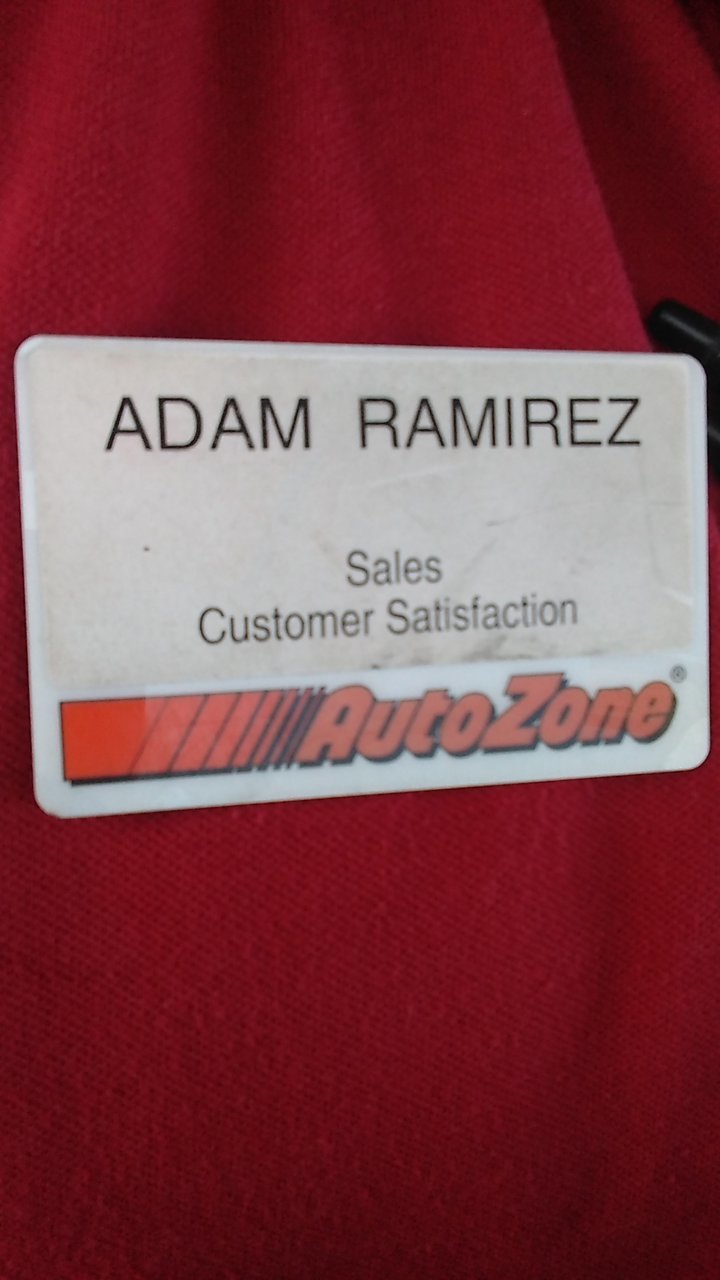 ADAM RAMIREZ
Sales
Customer Satisfaction
AutoZone®